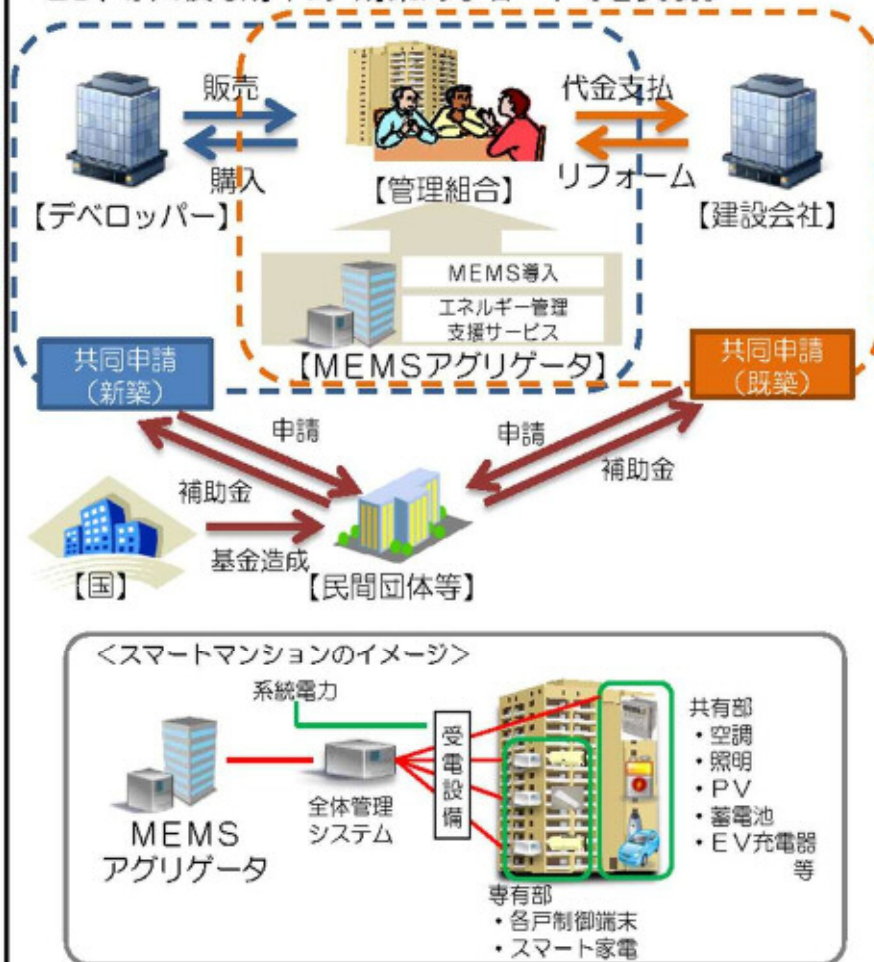 販売
購入
代金支払
リフォーム
【デベロッパー】
【管理組合】
【建設会社】
MEMS導入
エネルギー管理
支援サービス
【MEMSアグリゲータ】
共同申請
(新築)
共同申請
(既築)
申請
補助金
申請
補助金
基金造成
【国】
【民間団体等】
<スマートマンションのイメージ>
系統電力
受電設備
MEMS
アグリゲータ
全体管理
システム
共有部
・空調
・照明
・PV
・蓄電池
・EV充電器
等
専有部
・各戸制御端末
・スマート家電